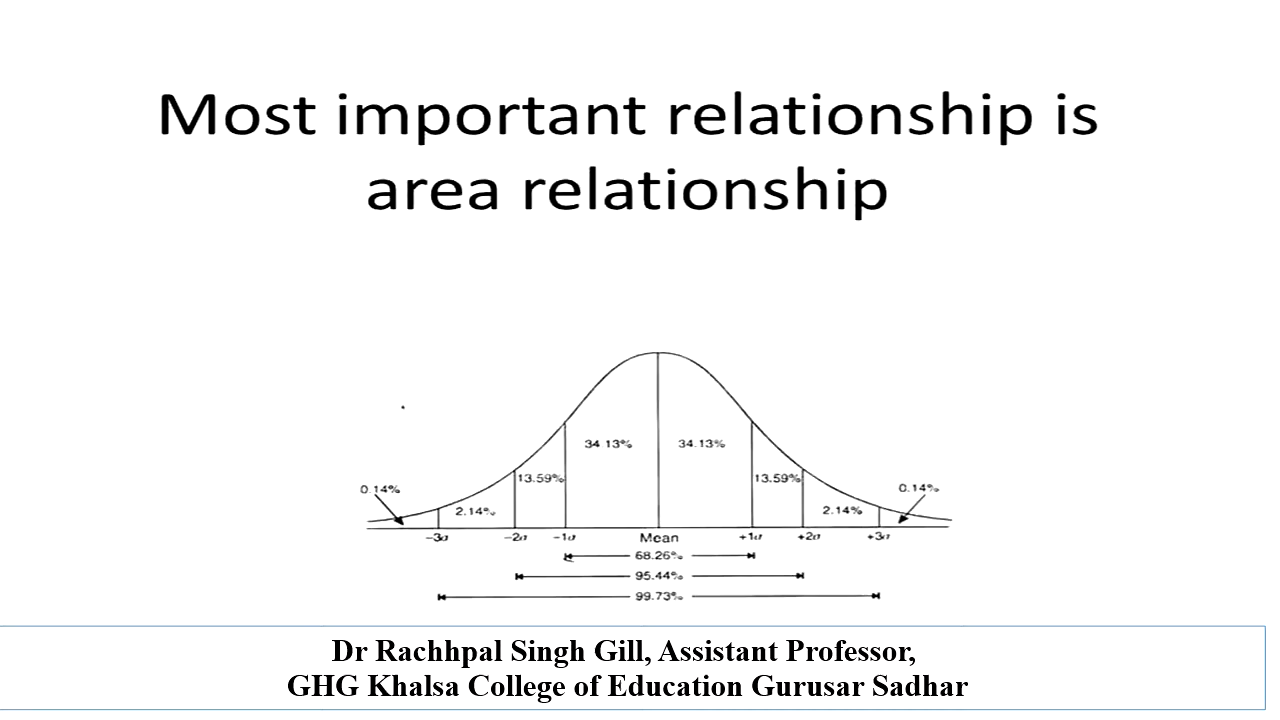 Most important relationship is
area relationship
34.13% 34.13%
13.59% 13.59%
0.14% 0.14%
2.14% 2.14%
−3σ −2σ −1σ Mean +1σ +2σ +3σ
68.26%
95.44%
99.73%
Dr Rachhpal Singh Gill, Assistant Professor,
GHG Khalsa College of Education Gurusar Sadhar